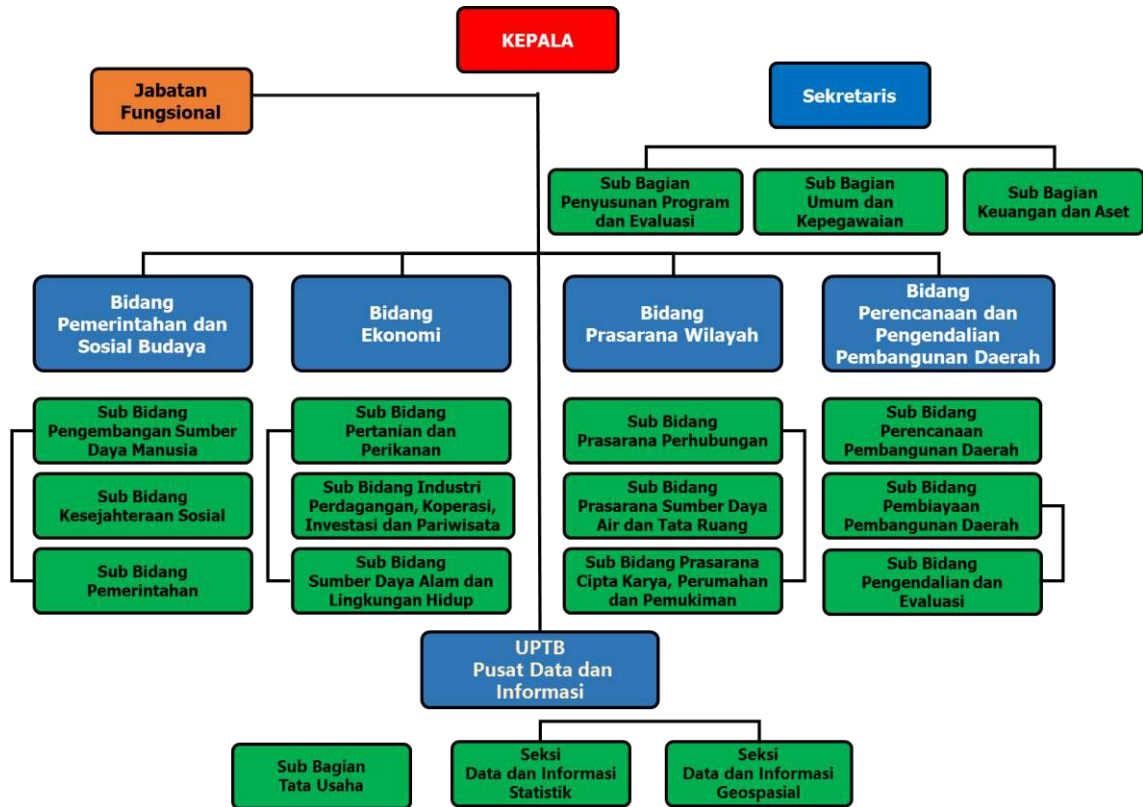 KEPALA
Jabatan
Fungsional
Sekretaris
Sub Bagian
Penyusunan Program
dan Evaluasi
Sub Bagian
Umum dan
Kepegawaian
Sub Bagian
Keuangan dan Aset
Bidang
Pemerintahan dan
Sosial Budaya
Bidang
Ekonomi
Bidang
Prasarana Wilayah
Bidang
Perencanaan dan
Pengendalian
Pembangunan Daerah
Sub Bidang
Pengembangan Sumber
Daya Manusia
Sub Bidang
Kesejahteraan Sosial
Sub Bidang
Pemerintahan
Sub Bidang
Pertanian dan
Perikanan
Sub Bidang Industri
Perdagangan, Koperasi,
Investasi dan Pariwisata
Sub Bidang
Sumber Daya Alam dan
Lingkungan Hidup
Sub Bidang
Prasarana Perhubungan
Sub Bidang
Prasarana Sumber Daya
Air dan Tata Ruang
Sub Bidang Prasarana
Cipta Karya, Perumahan
dan Pemukiman
Sub Bidang
Perencanaan
Pembangunan Daerah
Sub Bidang
Pembiayaan
Pembangunan Daerah
Sub Bidang
Pengendalian dan
Evaluasi
UPTB
Pusat Data dan
Informasi
Sub Bagian
Tata Usaha
Seksi
Data dan Informasi
Statistik
Seksi
Data dan Informasi
Geospasial